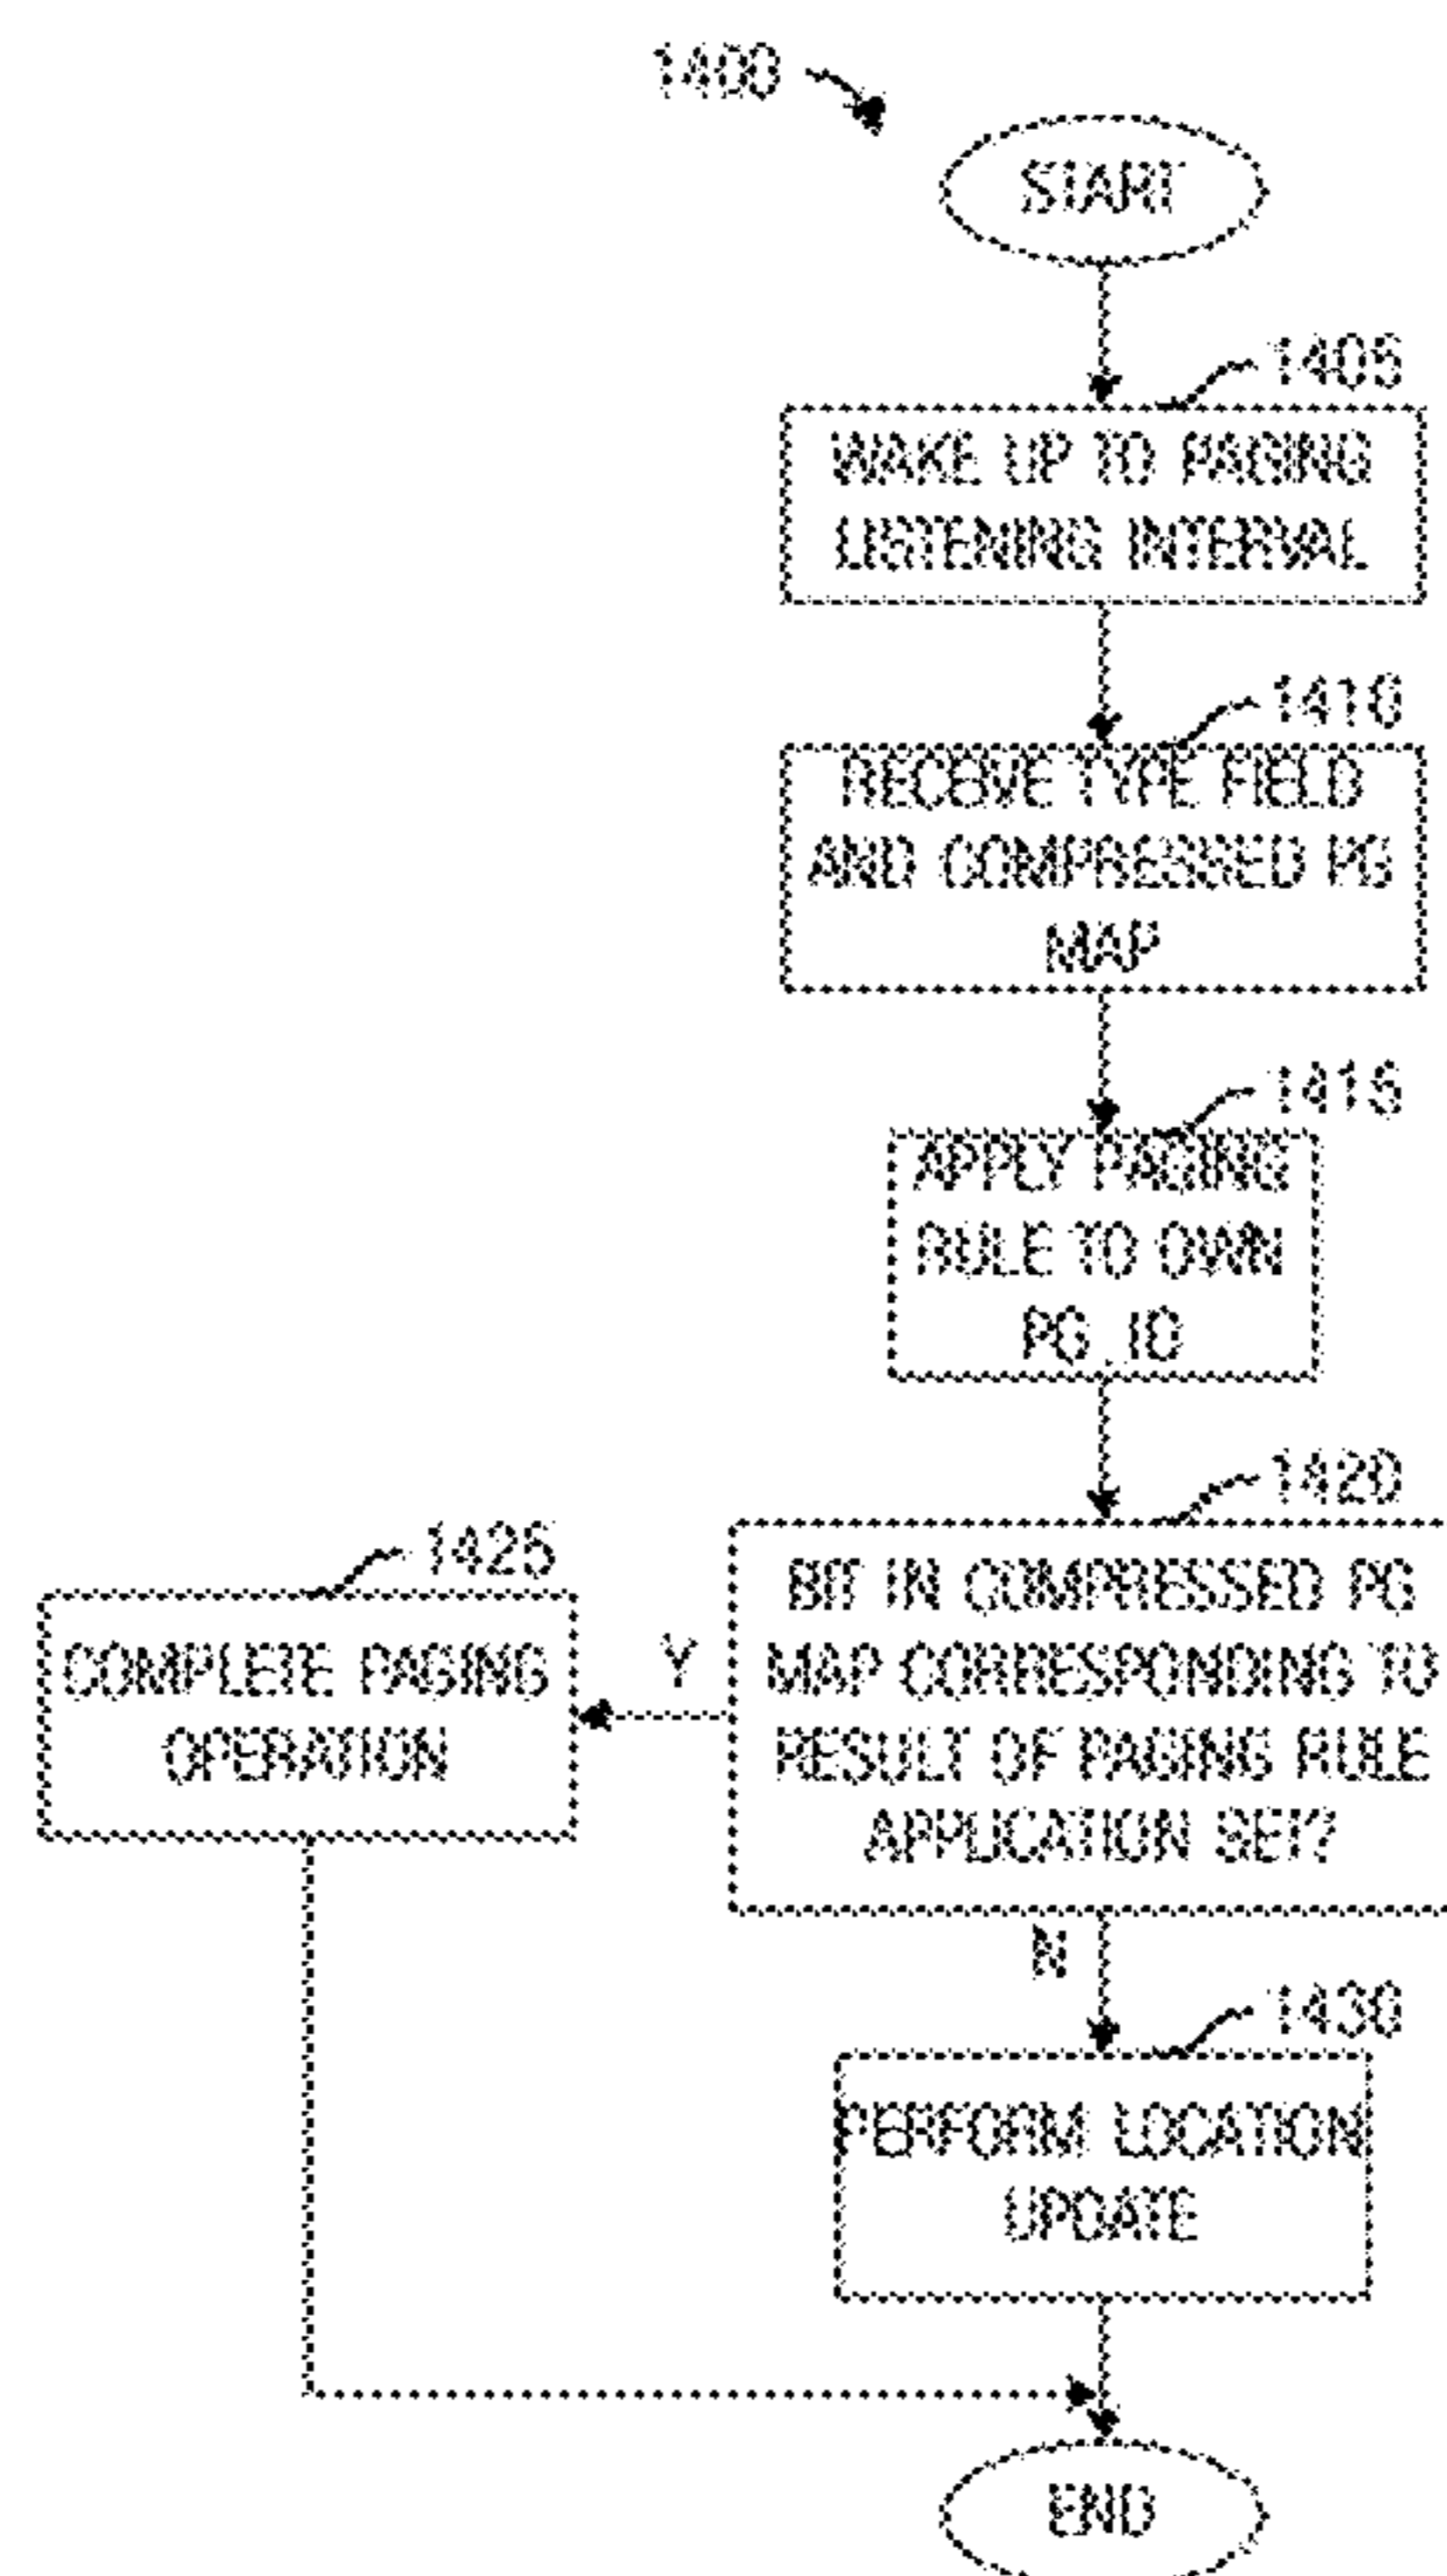 1400
START
1405
WAKE UP TO PAGING
LISTENING INTERVAL
1410
RECEIVE TYPE FIELD
AND COMPRESSED PG
MAP
1415
APPLY PAGING
RULE TO OWN
PG_ID
1420
BIT IN COMPRESSED PG
MAP CORRESPONDING TO
RESULT OF PAGING RULE
APPLICATION SET?
Y
1425
COMPLETE PAGING
OPERATION
N
1430
PERFORM LOCATION
UPDATE
END